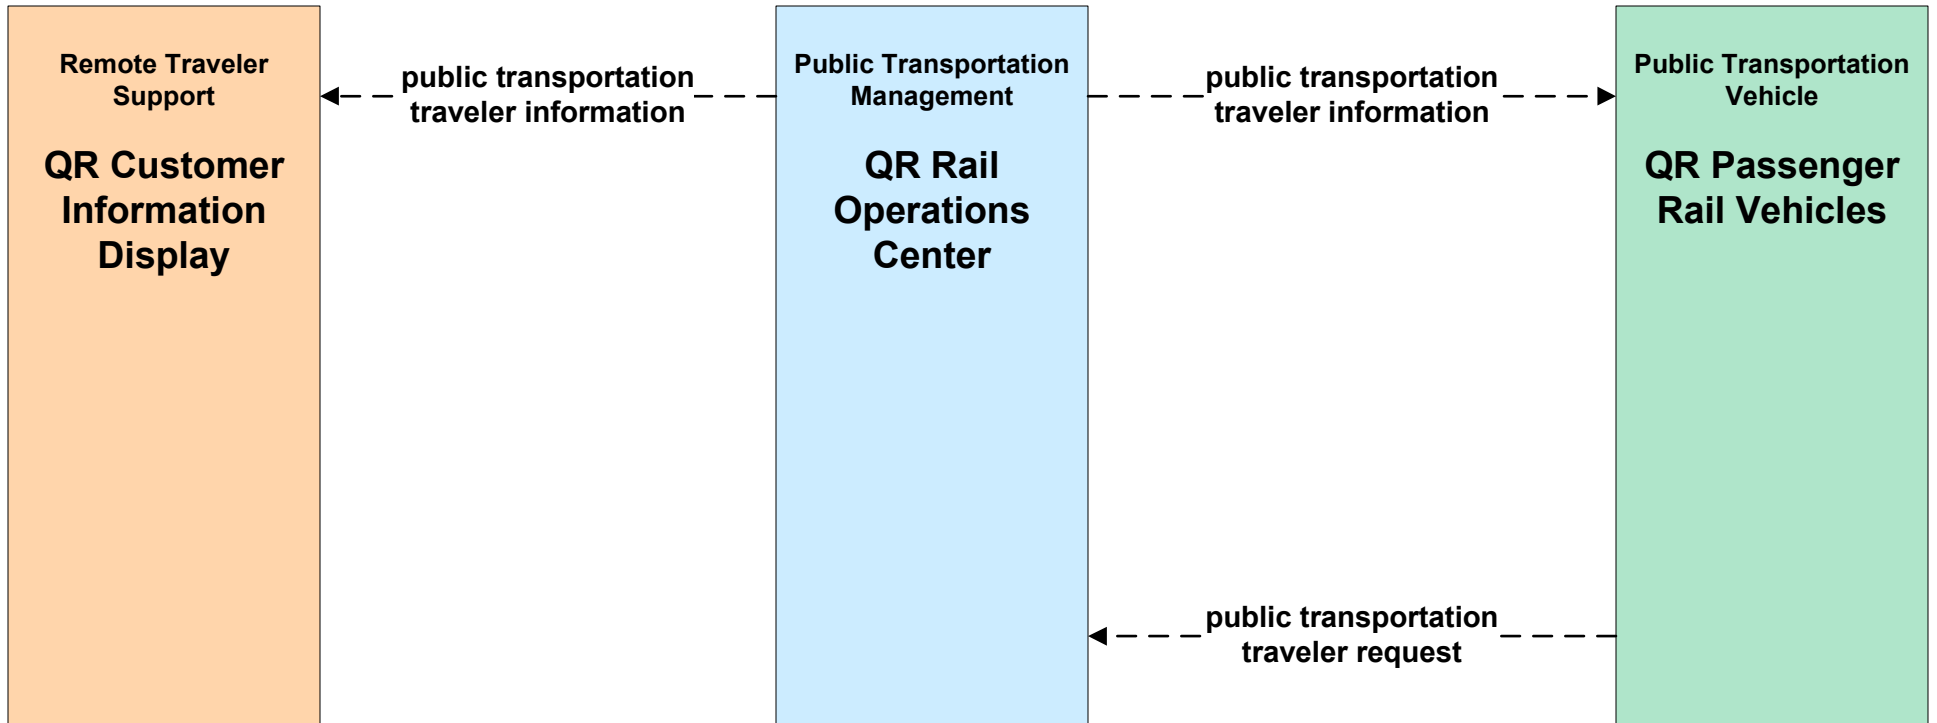 Remote Traveler
Support
QR Customer
Information
Display
public transportation
traveler information
Public Transportation
Management
QR Rail
Operations
Center
public transportation
traveler information
Public Transportation
Vehicle
QR Passenger
Rail Vehicles
public transportation
traveler request